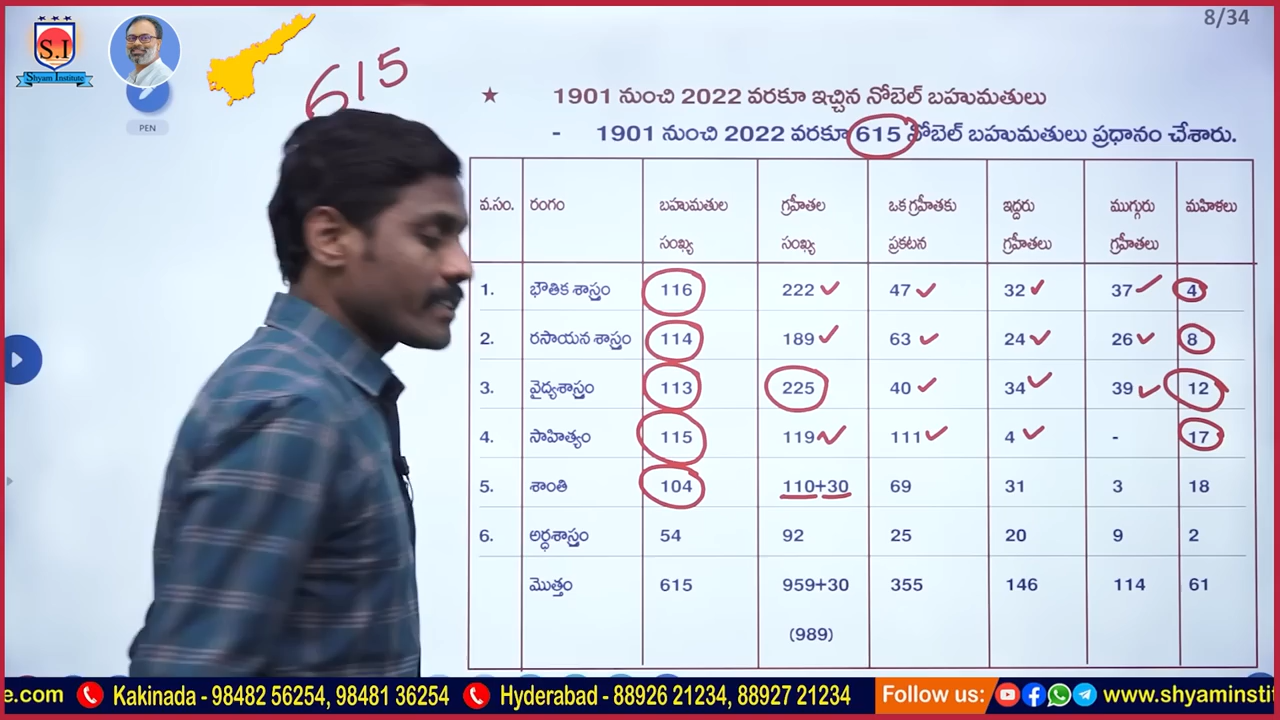 8/34
S.I
Shyam Institute
PEN
615
★ 1901 నుంచి 2022 వరకూ ఇచ్చిన నోబెల్ బహుమతులు
- 1901 నుంచి 2022 వరకూ 615 నోబెల్ బహుమతులు ప్రధానం చేశారు.
వ.సం. రంగం బహుమతుల సంఖ్య గ్రహీతల సంఖ్య ఒక గ్రహీతకు ప్రకటన ఇద్దరు గ్రహీతలు ముగ్గురు గ్రహీతలు మహిళలు
1. భౌతిక శాస్త్రం 116 222 47 32 37 4
2. రసాయన శాస్త్రం 114 189 63 24 26 8
3. వైద్యశాస్త్రం 113 225 40 34 39 12
4. సాహిత్యం 115 119 111 4 - 17
5. శాంతి 104 110+30 69 31 3 18
6. అర్థశాస్త్రం 54 92 25 20 9 2
మొత్తం 615 959+30 355 146 114 61
(989)
e.com Kakinada - 98482 56254, 98481 36254 Hyderabad - 88926 21234, 88927 21234 Follow us: www.shyaminstit